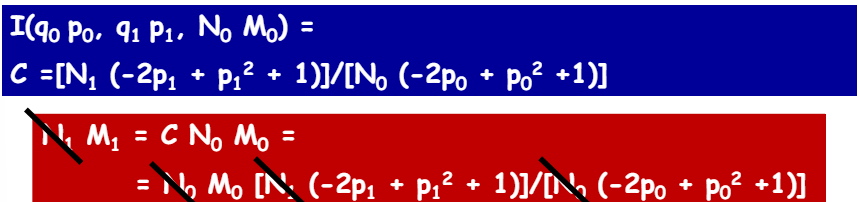 I(q₀ p₀, q₁ p₁, N₀ M₀) =
C =[N₁ (-2p₁ + p₁² + 1)]/[N₀ (-2p₀ + p₀² +1)]
N₁ M₁ = C N₀ M₀ =
= N₀ M₀ [N₁ (-2p₁ + p₁² + 1)]/[N₀ (-2p₀ + p₀² +1)]